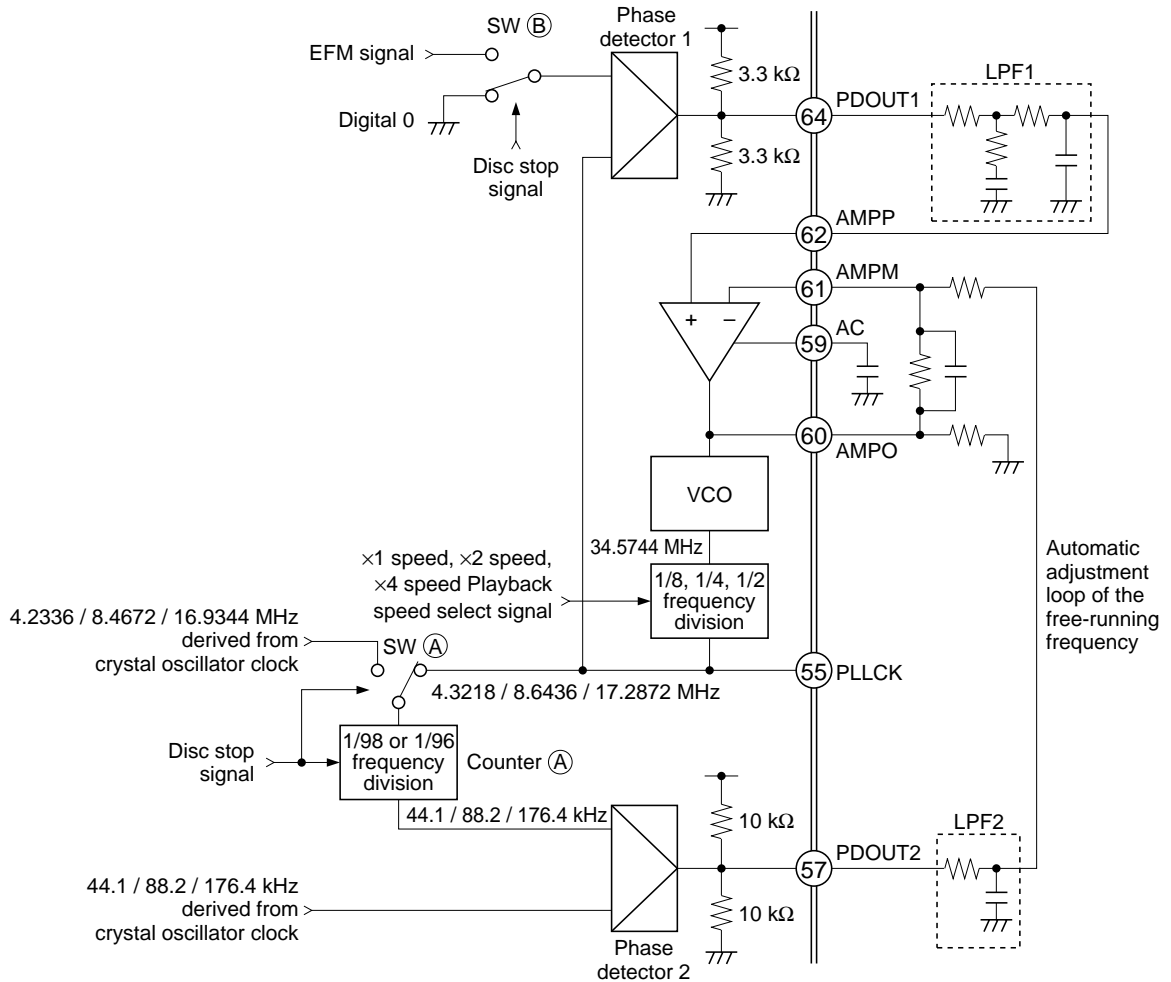 SW Ⓑ
EFM signal
Digital 0
Disc stop
signal
Phase
detector 1
3.3 kΩ
3.3 kΩ
64
PDOUT1
LPF1
62
AMPP
61
AMPM
+ −
59
AC
60
AMPO
VCO
34.5744 MHz
×1 speed, ×2 speed,
×4 speed Playback
speed select signal
1/8, 1/4, 1/2
frequency
division
Automatic
adjustment
loop of the
free-running
frequency
4.2336 / 8.4672 / 16.9344 MHz
derived from
crystal oscillator clock
SW Ⓐ
55
PLLCK
4.3218 / 8.6436 / 17.2872 MHz
Disc stop
signal
1/98 or 1/96
frequency
division
Counter Ⓐ
44.1 / 88.2 / 176.4 kHz
10 kΩ
10 kΩ
57
PDOUT2
LPF2
44.1 / 88.2 / 176.4 kHz
derived from
crystal oscillator clock
Phase
detector 2